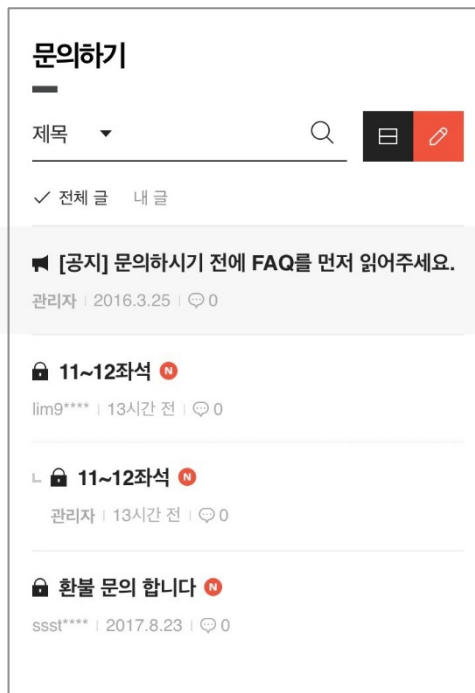 문의하기
제목
전체 글 내 글
[공지] 문의하시기 전에 FAQ를 먼저 읽어주세요.
관리자 | 2016.3.25 | 0
11~12좌석 N
lim9**** | 13시간 전 | 0
11~12좌석 N
관리자 | 13시간 전 | 0
환불 문의 합니다 N
ssst**** | 2017.8.23 | 0